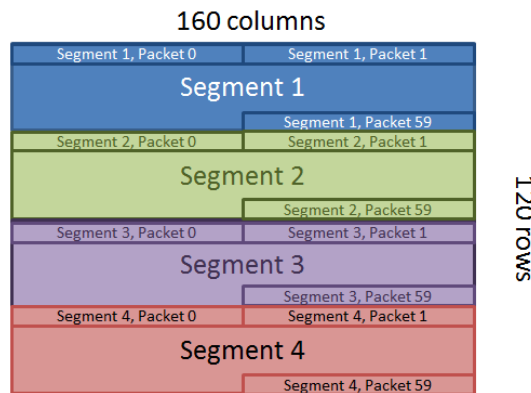 160 columns
Segment 1, Packet 0 Segment 1, Packet 1
Segment 1
Segment 1, Packet 59
Segment 2, Packet 0 Segment 2, Packet 1
Segment 2
Segment 2, Packet 59
120 rows
Segment 3, Packet 0 Segment 3, Packet 1
Segment 3
Segment 3, Packet 59
Segment 4, Packet 0 Segment 4, Packet 1
Segment 4
Segment 4, Packet 59